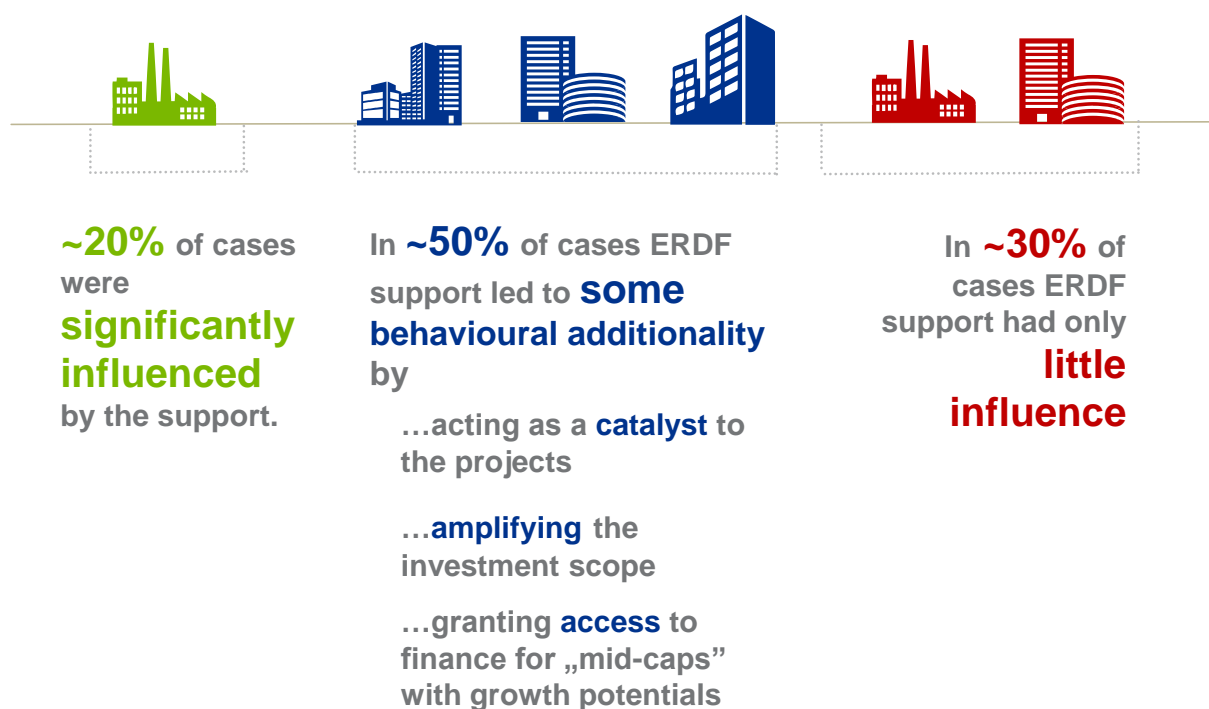 ~20% of cases
were
significantly
influenced
by the support.
In ~50% of cases ERDF
support led to some
behavioural additionality
by
…acting as a catalyst to
the projects
…amplifying the
investment scope
…granting access to
finance for „mid-caps”
with growth potentials
In ~30% of
cases ERDF
support had only
little
influence